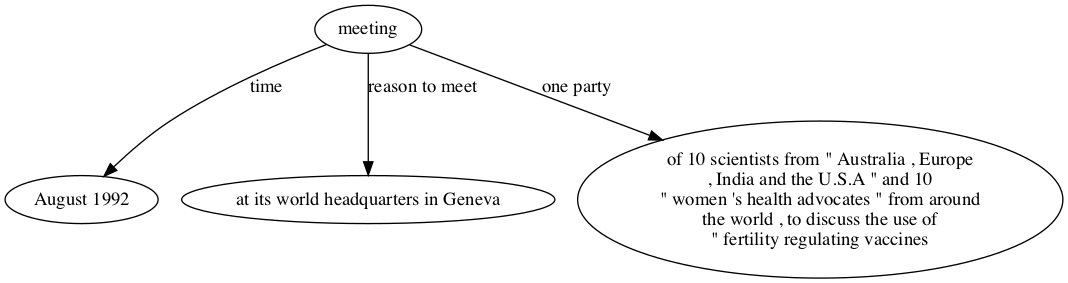 meeting
time
reason to meet
one party
August 1992
at its world headquarters in Geneva
of 10 scientists from " Australia , Europe
, India and the U.S.A " and 10
" women 's health advocates " from around
the world , to discuss the use of
" fertility regulating vaccines